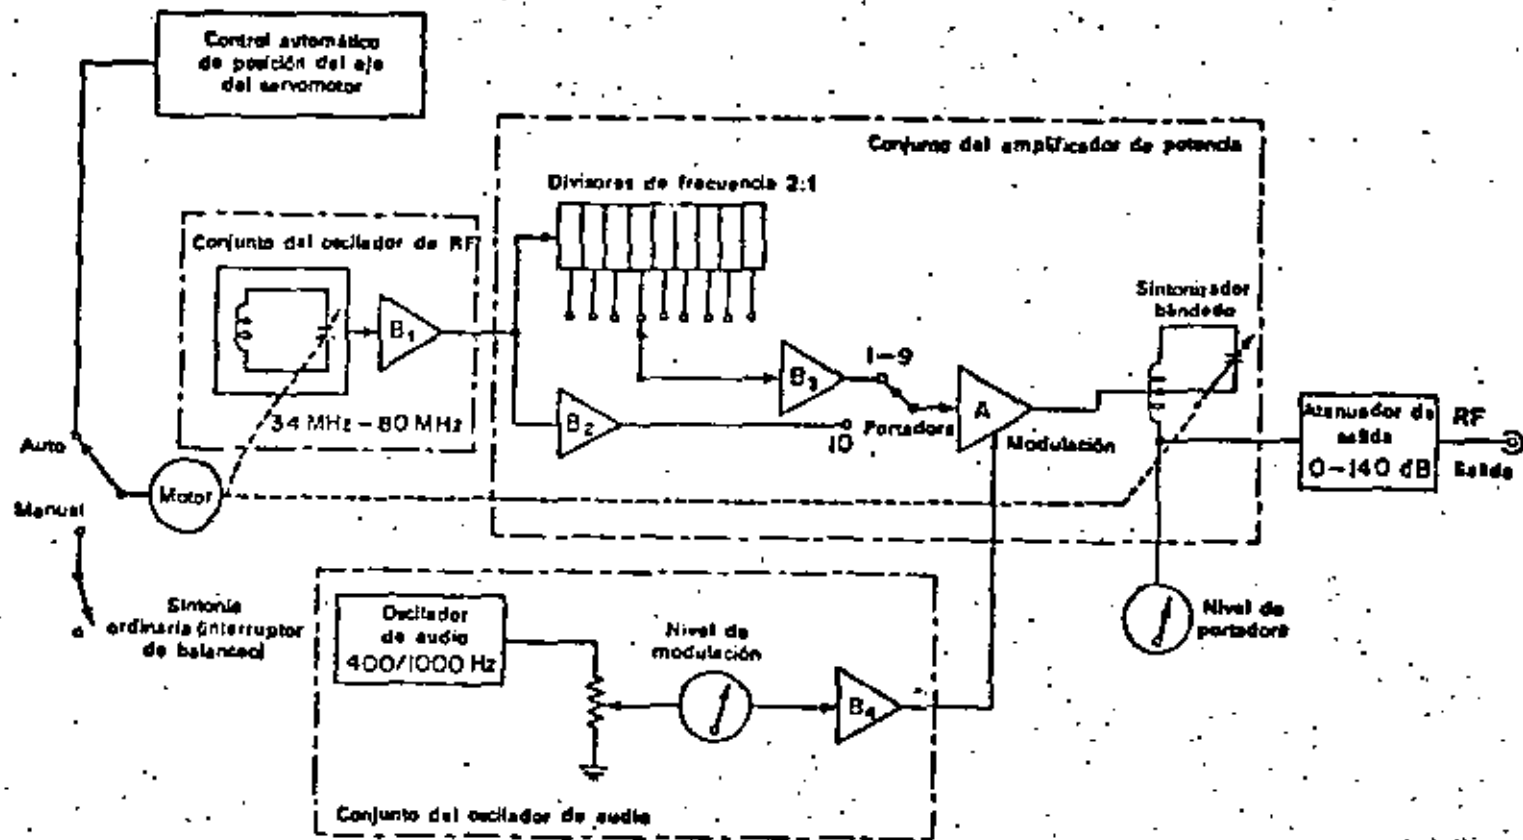 Control automático
de posición del eje
del servomotor
Conjunto del amplificador de potencia
Divisores de frecuencia 2:1
Conjunto del oscilador de RF
B1
34 MHz – 80 MHz
Sintonizador
bandeado
B3
1–9
B2
10
Portadora
A
Modulación
Atenuador de
salida
0–140 dB
RF
Salida
Auto
Motor
Manual
Sintonía
ordinaria (interruptor
de balanceo)
Oscilador
de audio
400/1000 Hz
Nivel de
modulación
B4
Nivel de
portadora
Conjunto del oscilador de audio